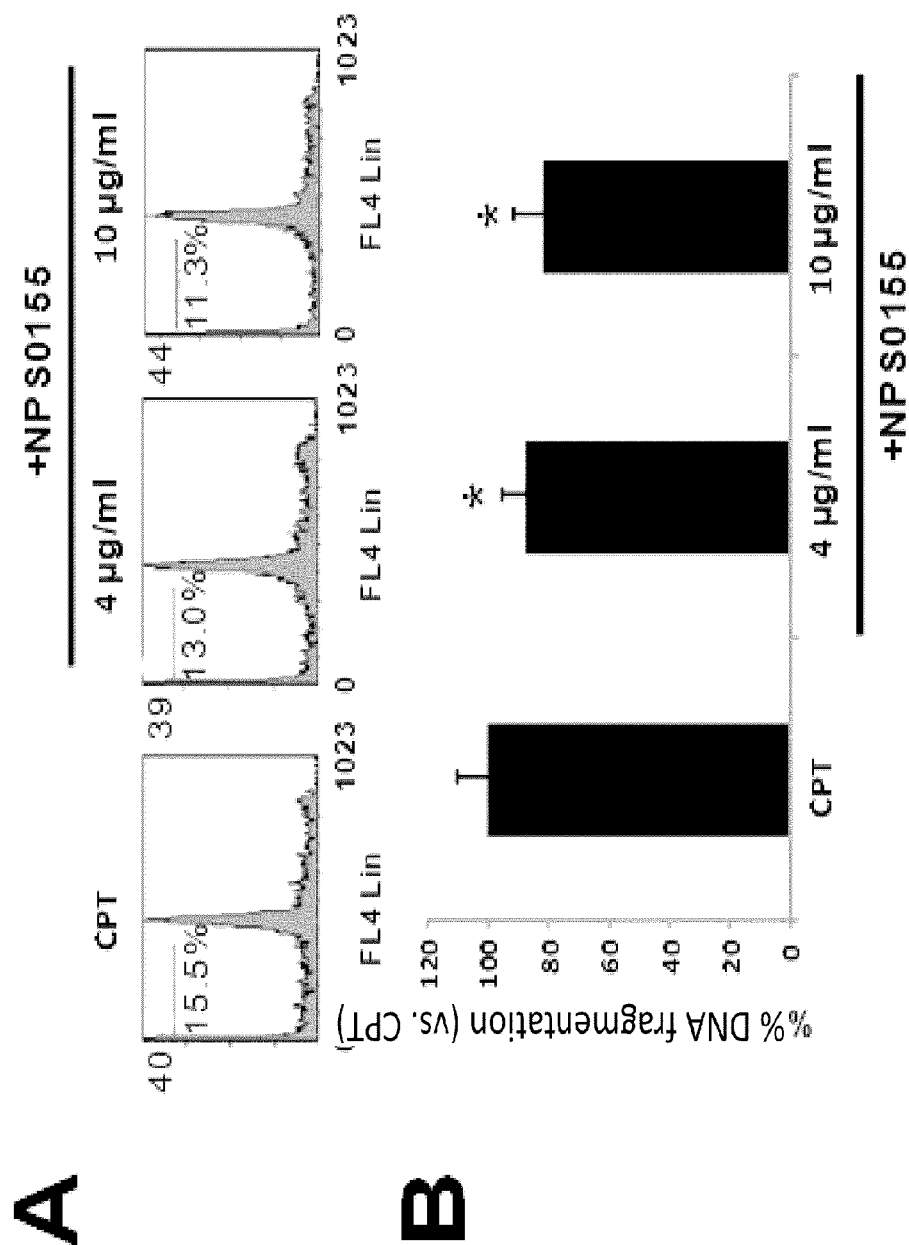 A
+NPS0155
CPT
4 µg/ml
10 µg/ml
40
15.5%
1023
FL4 Lin
39
13.0%
0
1023
FL4 Lin
44
11.3%
0
1023
FL4 Lin
B
%% DNA fragmentation (vs. CPT)
120
100
80
60
40
20
0
*
*
CPT
4 µg/ml
10 µg/ml
+NPS0155